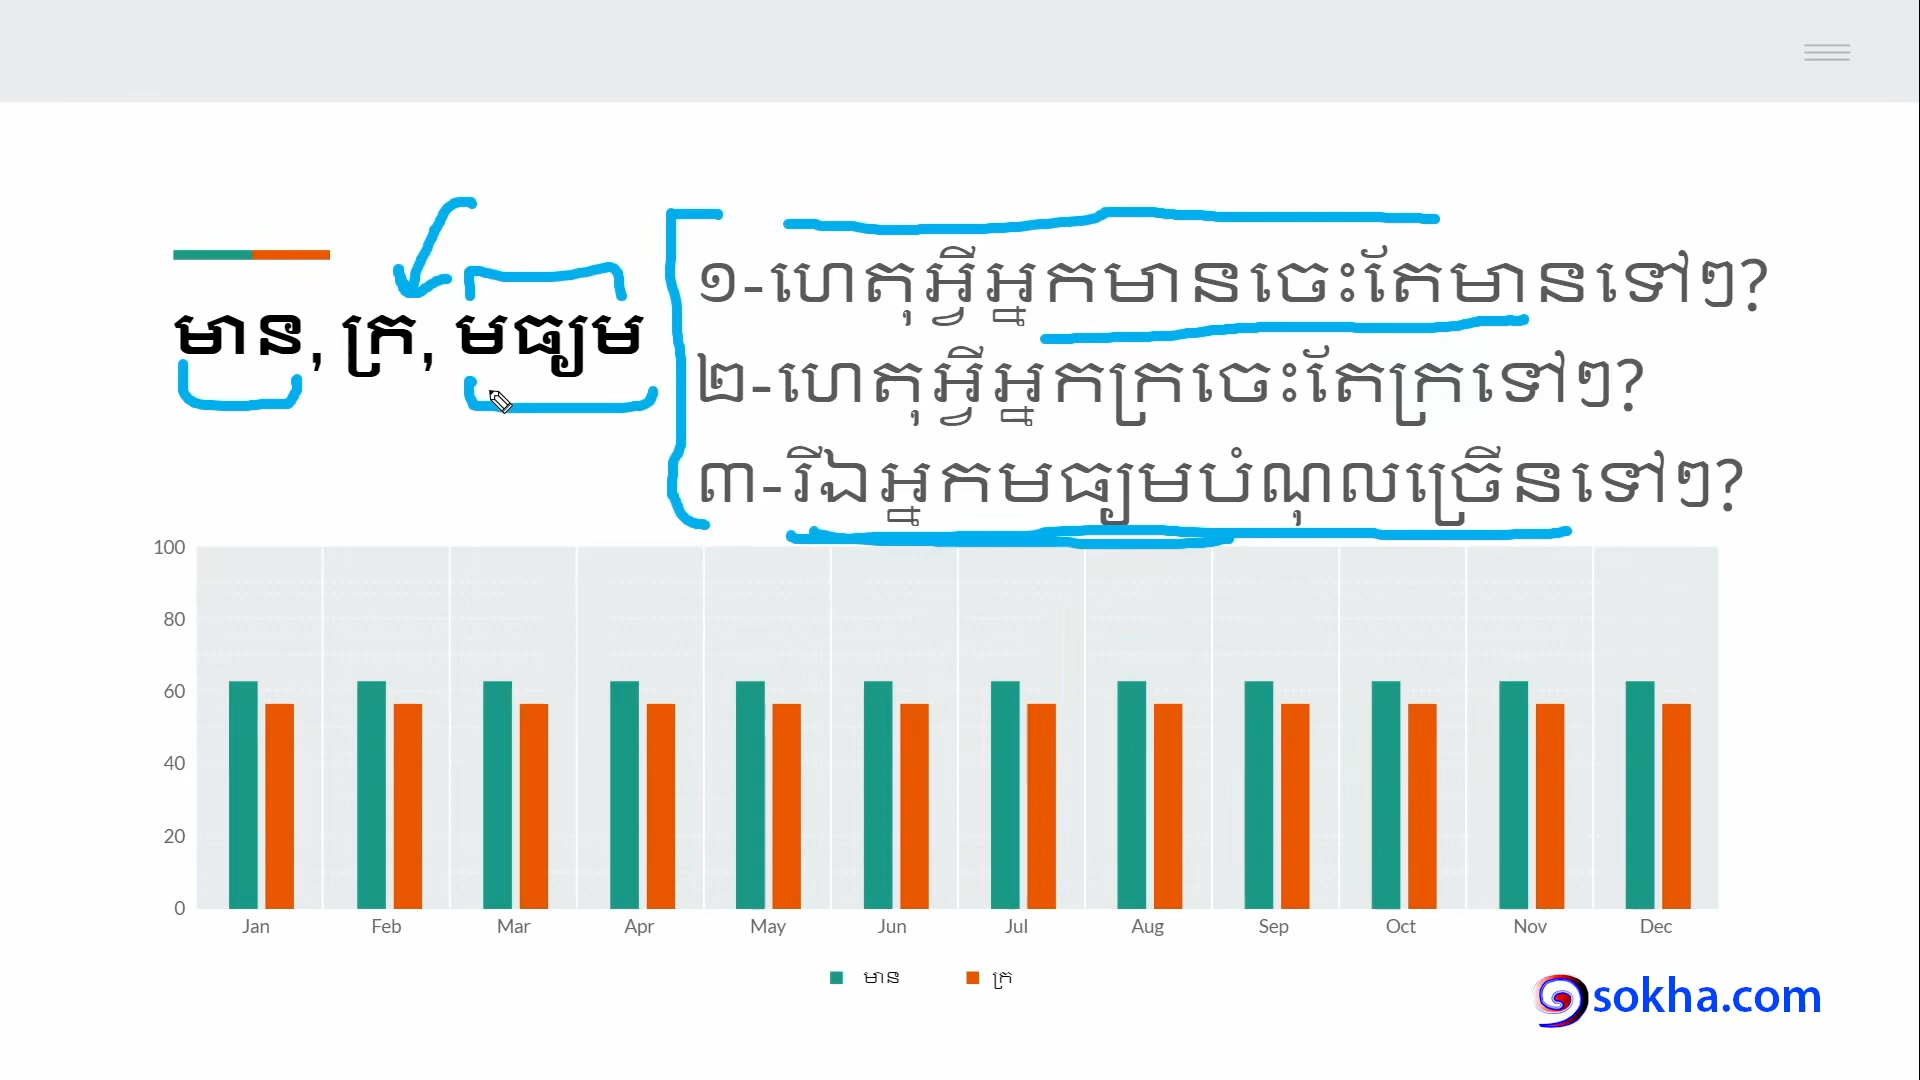 មាន, ក្រ, មធ្យម
១-ហេតុអ្វីអ្នកមានចេះតែមានទៅៗ?
២-ហេតុអ្វីអ្នកក្រចេះតែក្រទៅៗ?
៣-រីឯអ្នកមធ្យមបំណុលច្រើនទៅៗ?
100
80
60
40
20
0
Jan Feb Mar Apr May Jun Jul Aug Sep Oct Nov Dec
មាន ក្រ
sokha.com